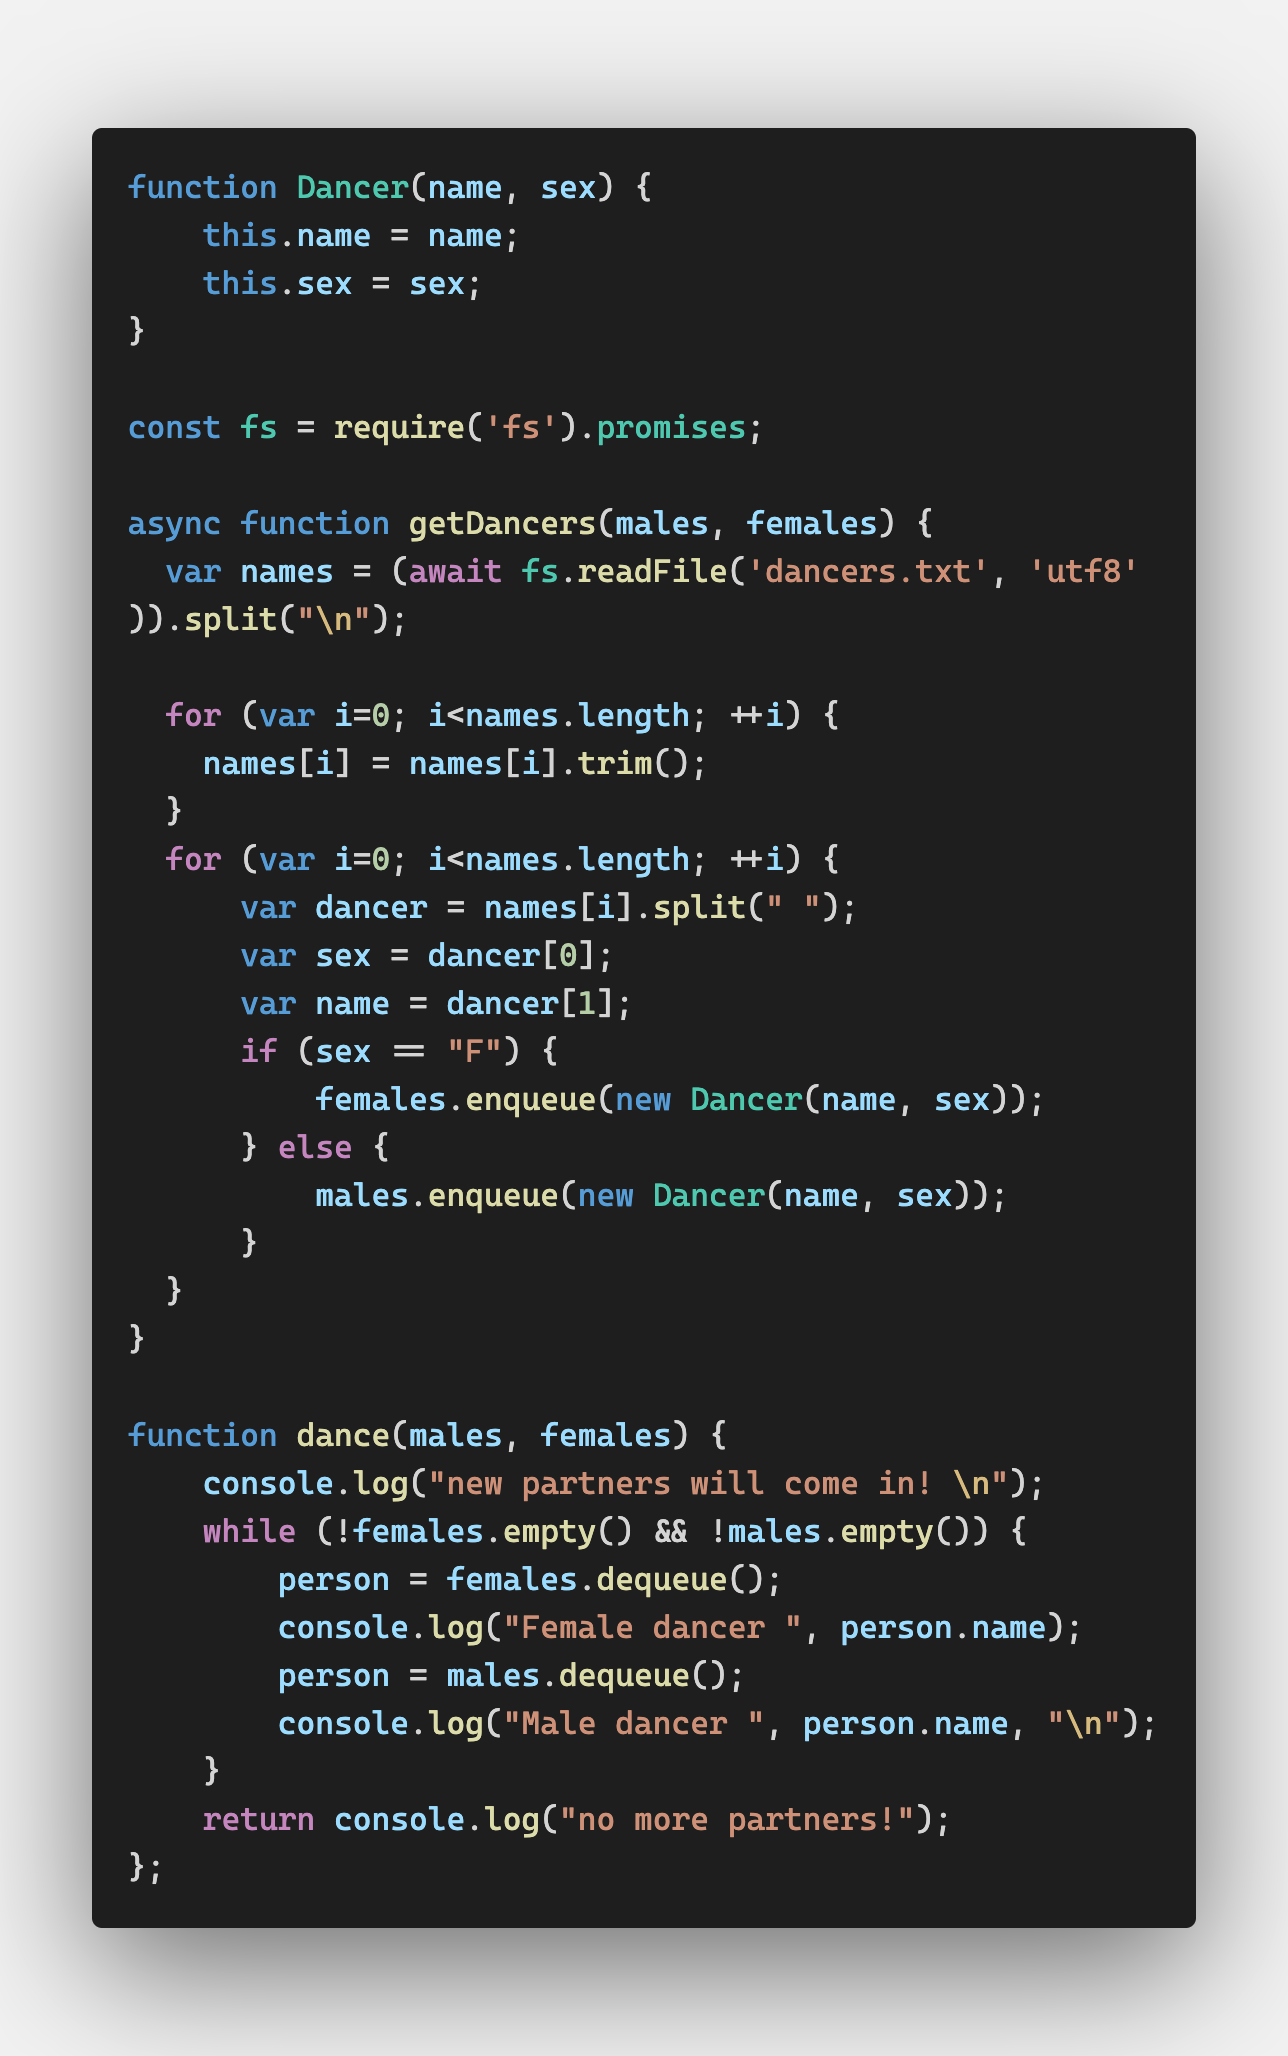 function Dancer(name, sex) {
    this.name = name;
    this.sex = sex;
}

const fs = require('fs').promises;

async function getDancers(males, females) {
  var names = (await fs.readFile('dancers.txt', 'utf8'
)).split("\n");

  for (var i=0; i<names.length; ++i) {
    names[i] = names[i].trim();
  }
  for (var i=0; i<names.length; ++i) {
      var dancer = names[i].split(" ");
      var sex = dancer[0];
      var name = dancer[1];
      if (sex == "F") {
          females.enqueue(new Dancer(name, sex));
      } else {
          males.enqueue(new Dancer(name, sex));
      }
  }
}

function dance(males, females) {
    console.log("new partners will come in! \n");
    while (!females.empty() && !males.empty()) {
        person = females.dequeue();
        console.log("Female dancer ", person.name);
        person = males.dequeue();
        console.log("Male dancer ", person.name, "\n");
    }
    return console.log("no more partners!");
};